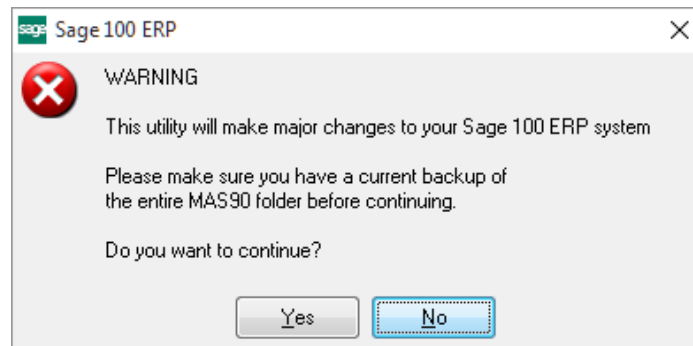 sage Sage 100 ERP
WARNING
This utility will make major changes to your Sage 100 ERP system
Please make sure you have a current backup of
the entire MAS90 folder before continuing.
Do you want to continue?
Yes No